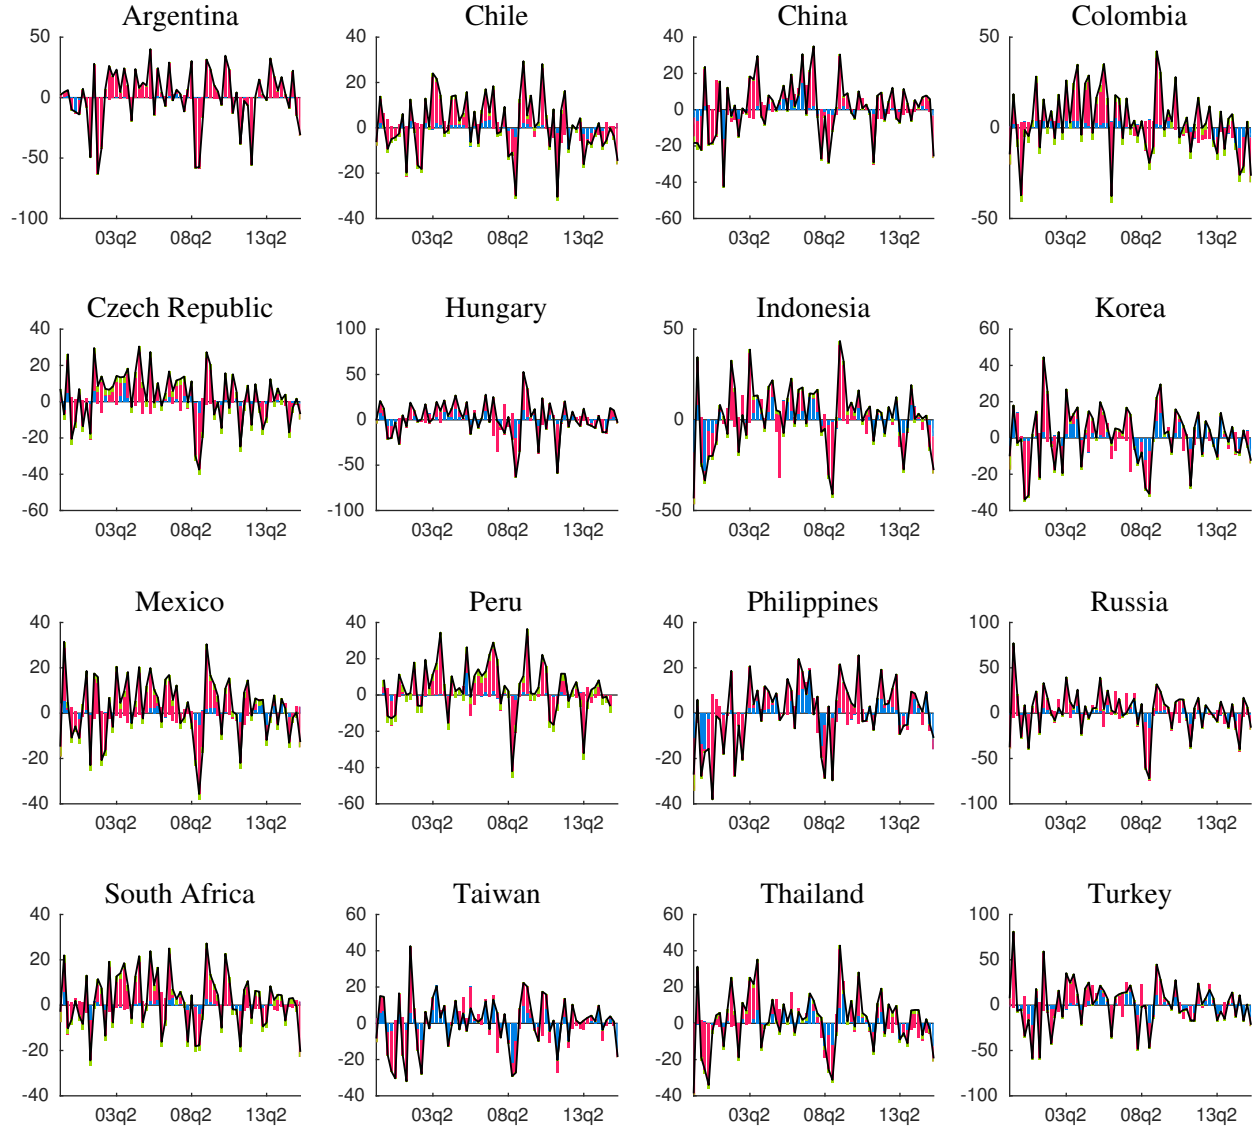 Argentina
50
0
-50
-100
03q2 08q2 13q2
Chile
40
20
0
-20
-40
03q2 08q2 13q2
China
40
20
0
-20
-40
-60
03q2 08q2 13q2
Colombia
50
0
-50
03q2 08q2 13q2
Czech Republic
40
20
0
-20
-40
-60
03q2 08q2 13q2
Hungary
100
50
0
-50
-100
03q2 08q2 13q2
Indonesia
50
0
-50
03q2 08q2 13q2
Korea
60
40
20
0
-20
-40
03q2 08q2 13q2
Mexico
40
20
0
-20
-40
03q2 08q2 13q2
Peru
40
20
0
-20
-40
-60
03q2 08q2 13q2
Philippines
40
20
0
-20
-40
03q2 08q2 13q2
Russia
100
50
0
-50
-100
03q2 08q2 13q2
South Africa
40
20
0
-20
-40
03q2 08q2 13q2
Taiwan
60
40
20
0
-20
-40
03q2 08q2 13q2
Thailand
60
40
20
0
-20
-40
03q2 08q2 13q2
Turkey
100
50
0
-50
-100
03q2 08q2 13q2